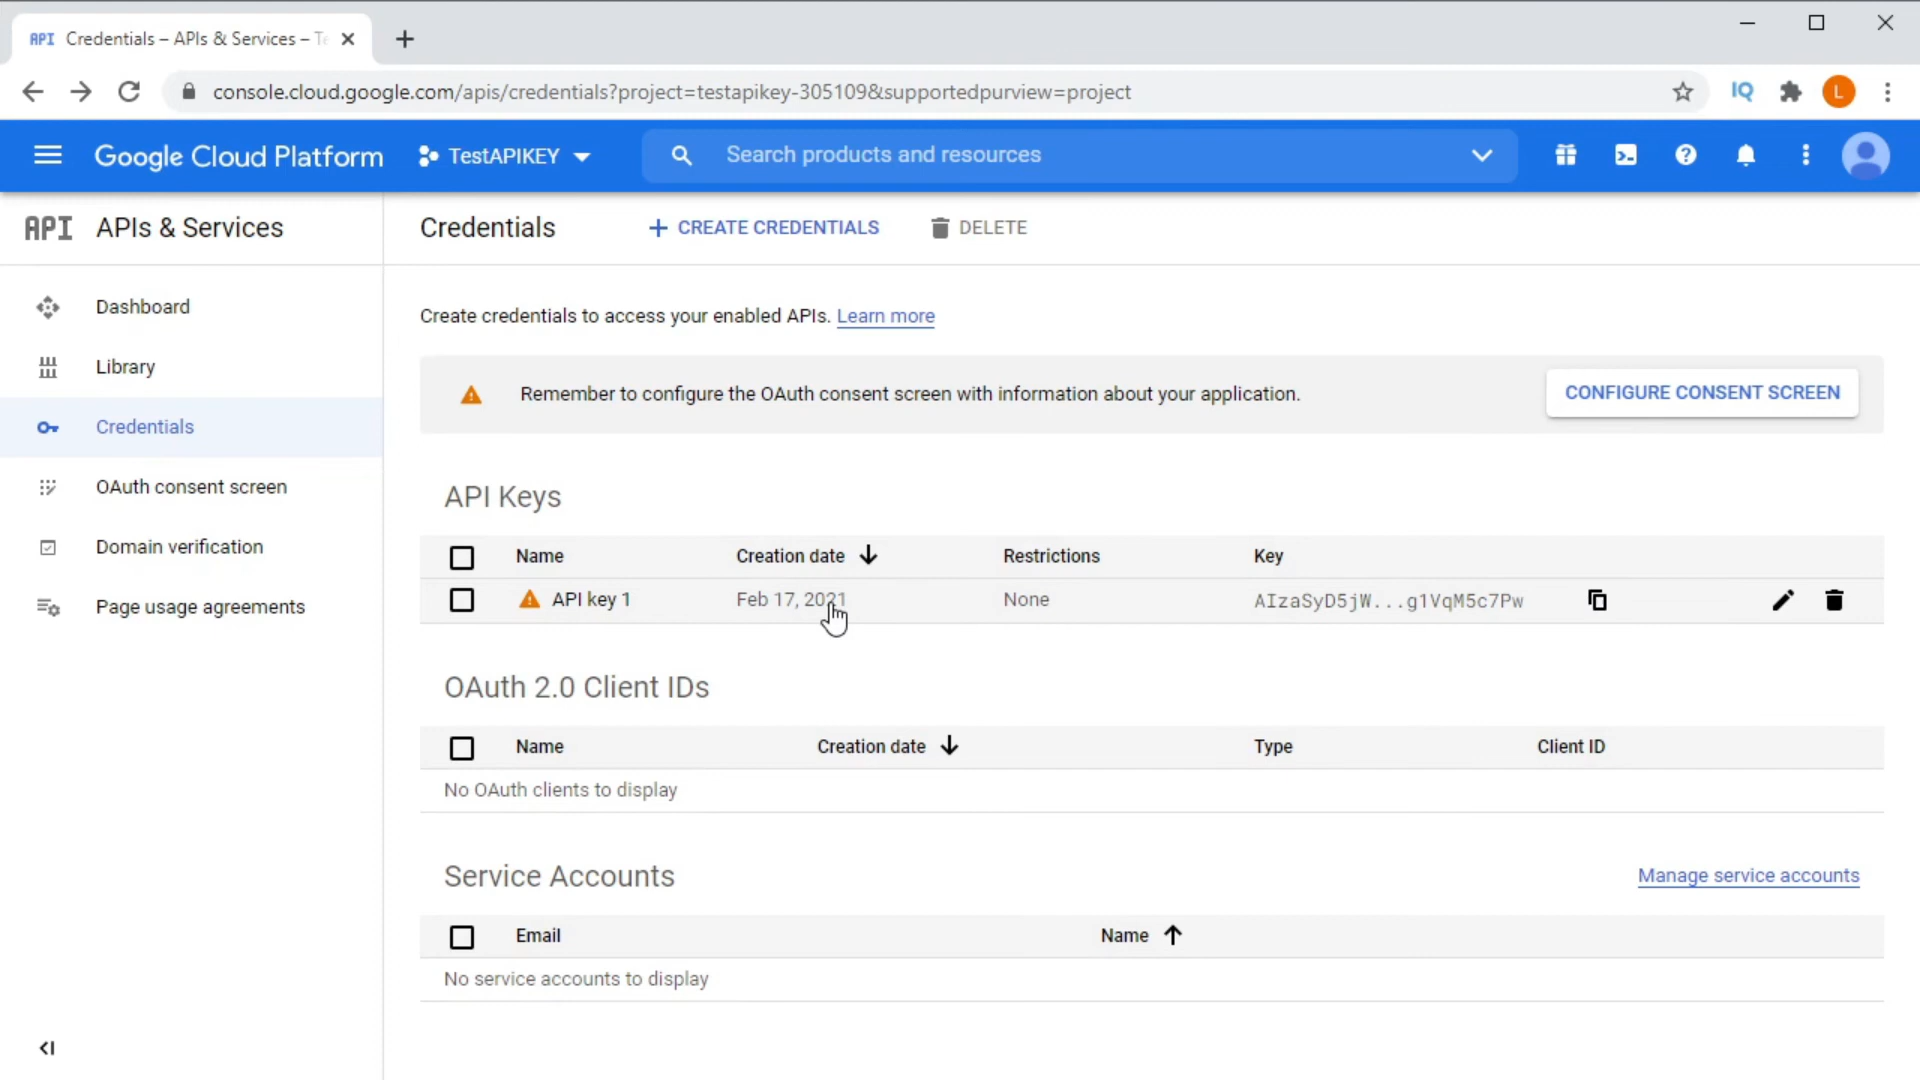 API Credentials – APIs & Services – Te
console.cloud.google.com/apis/credentials?project=testapikey-305109&supportedpurview=project
IQ
L
Google Cloud Platform
TestAPIKEY
Search products and resources
API APIs & Services
Credentials
CREATE CREDENTIALS
DELETE
Dashboard
Library
Credentials
OAuth consent screen
Domain verification
Page usage agreements
Create credentials to access your enabled APIs. Learn more
Remember to configure the OAuth consent screen with information about your application.
CONFIGURE CONSENT SCREEN
API Keys
Name Creation date Restrictions Key
API key 1 Feb 17, 2021 None AIzaSyD5jW...g1VqM5c7Pw
OAuth 2.0 Client IDs
Name Creation date Type Client ID
No OAuth clients to display
Service Accounts
Manage service accounts
Email Name
No service accounts to display